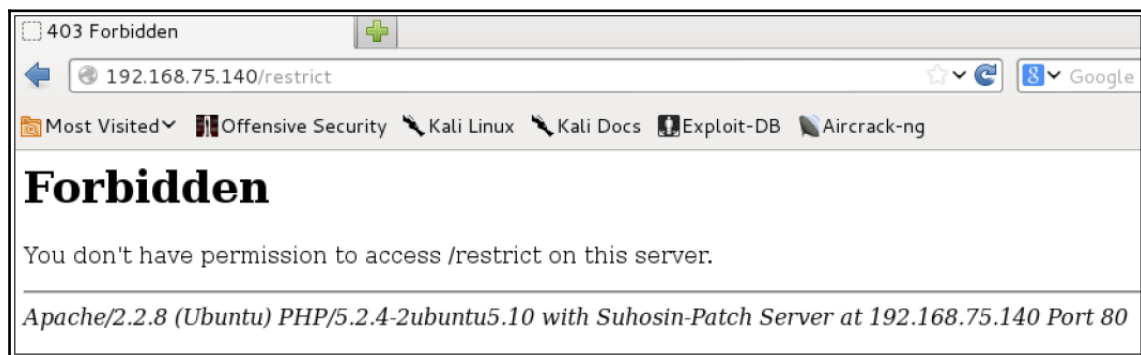 403 Forbidden
192.168.75.140/restrict
8 Google
Most Visited Offensive Security Kali Linux Kali Docs Exploit-DB Aircrack-ng
Forbidden
You don't have permission to access /restrict on this server.
Apache/2.2.8 (Ubuntu) PHP/5.2.4-2ubuntu5.10 with Suhosin-Patch Server at 192.168.75.140 Port 80